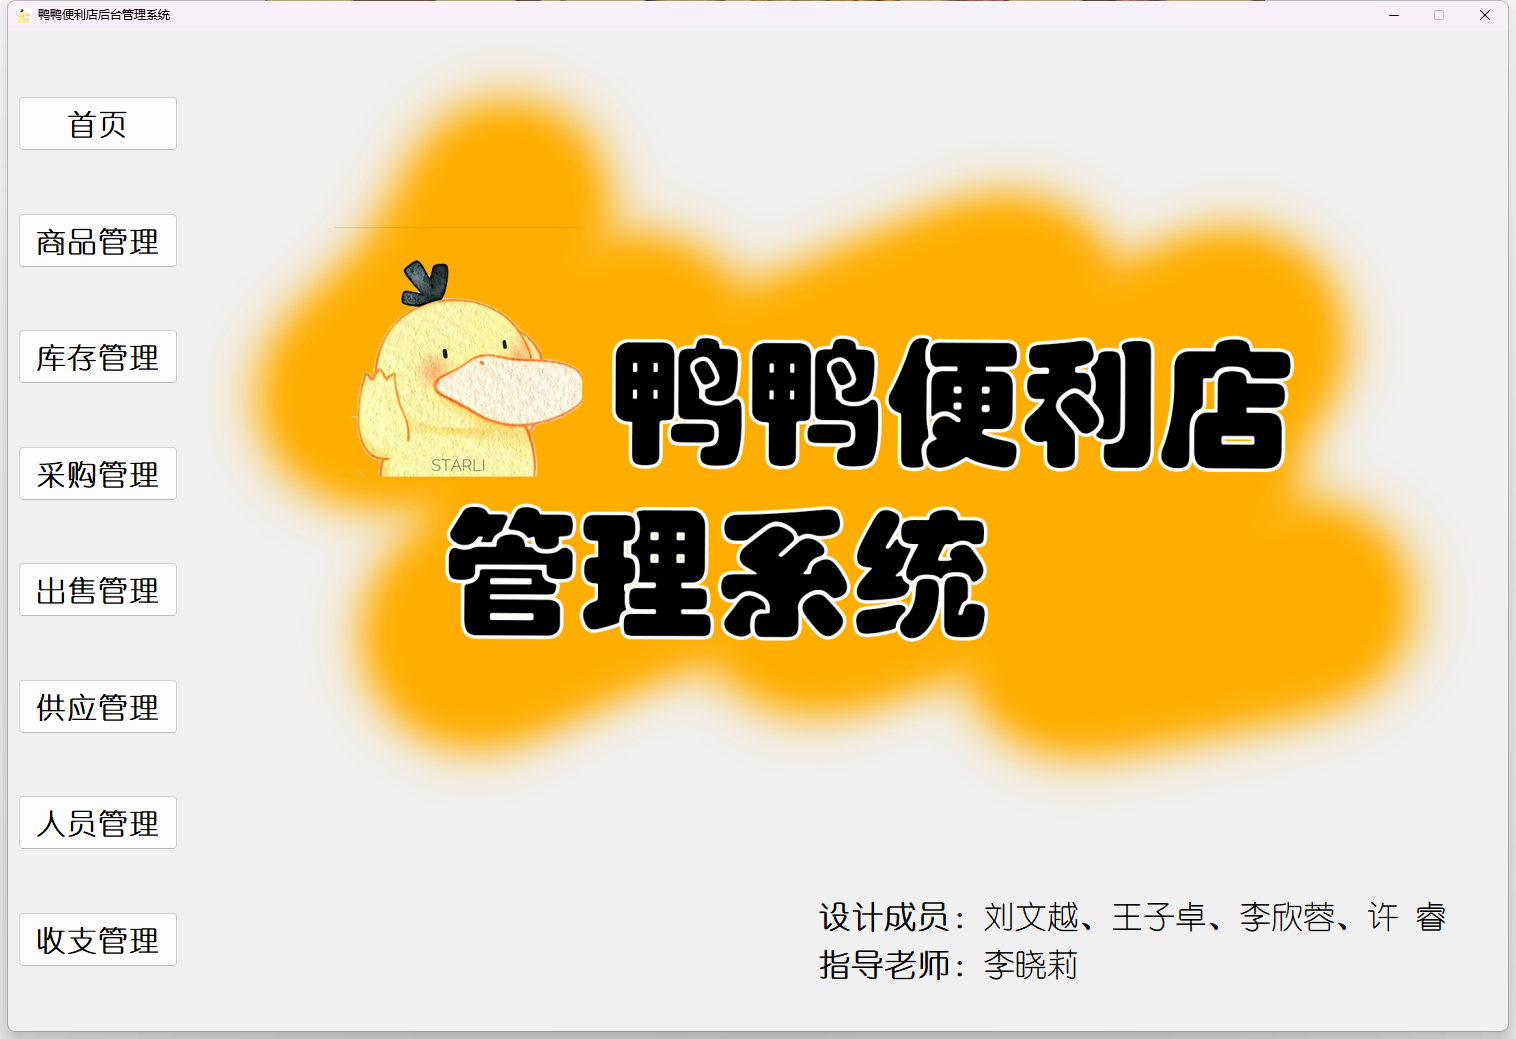 鸭鸭便利店后台管理系统
首页
商品管理
库存管理
采购管理
出售管理
供应管理
人员管理
收支管理
STARLI
鸭鸭便利店
管理系统
设计成员：刘文越、王子卓、李欣蓉、许 睿
指导老师：李晓莉